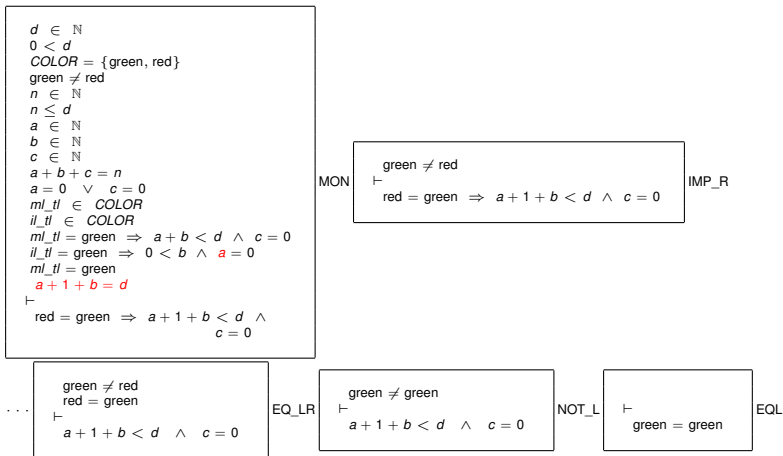 d ∈ ℕ
0 < d
COLOR = {green, red}
green ≠ red
n ∈ ℕ
n ≤ d
a ∈ ℕ
b ∈ ℕ
c ∈ ℕ
a + b + c = n
a = 0 ∨ c = 0
ml_tl ∈ COLOR
il_tl ∈ COLOR
ml_tl = green ⇒ a + b < d ∧ c = 0
il_tl = green ⇒ 0 < b ∧ a = 0
ml_tl = green
a + 1 + b = d
⊢
red = green ⇒ a + 1 + b < d ∧
c = 0
MON
green ≠ red
⊢
red = green ⇒ a + 1 + b < d ∧ c = 0
IMP_R
. . .
green ≠ red
red = green
⊢
a + 1 + b < d ∧ c = 0
EQ_LR
green ≠ green
⊢
a + 1 + b < d ∧ c = 0
NOT_L
⊢
green = green
EQL